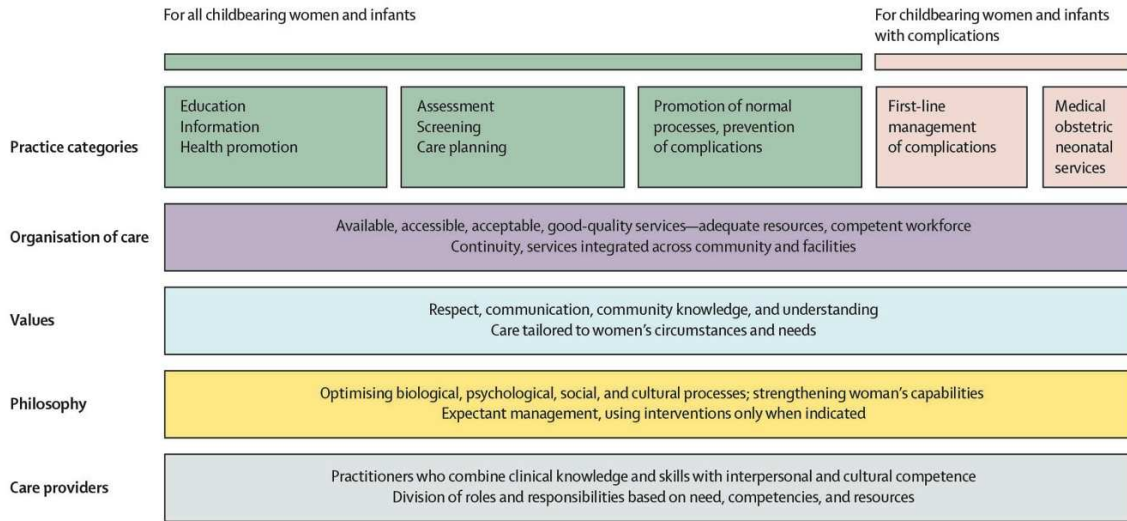 For all childbearing women and infants
For childbearing women and infants
with complications
Practice categories
Education
Information
Health promotion
Assessment
Screening
Care planning
Promotion of normal
processes, prevention
of complications
First-line
management
of complications
Medical
obstetric
neonatal
services
Organisation of care
Available, accessible, acceptable, good-quality services—adequate resources, competent workforce
Continuity, services integrated across community and facilities
Values
Respect, communication, community knowledge, and understanding
Care tailored to women's circumstances and needs
Philosophy
Optimising biological, psychological, social, and cultural processes; strengthening woman's capabilities
Expectant management, using interventions only when indicated
Care providers
Practitioners who combine clinical knowledge and skills with interpersonal and cultural competence
Division of roles and responsibilities based on need, competencies, and resources